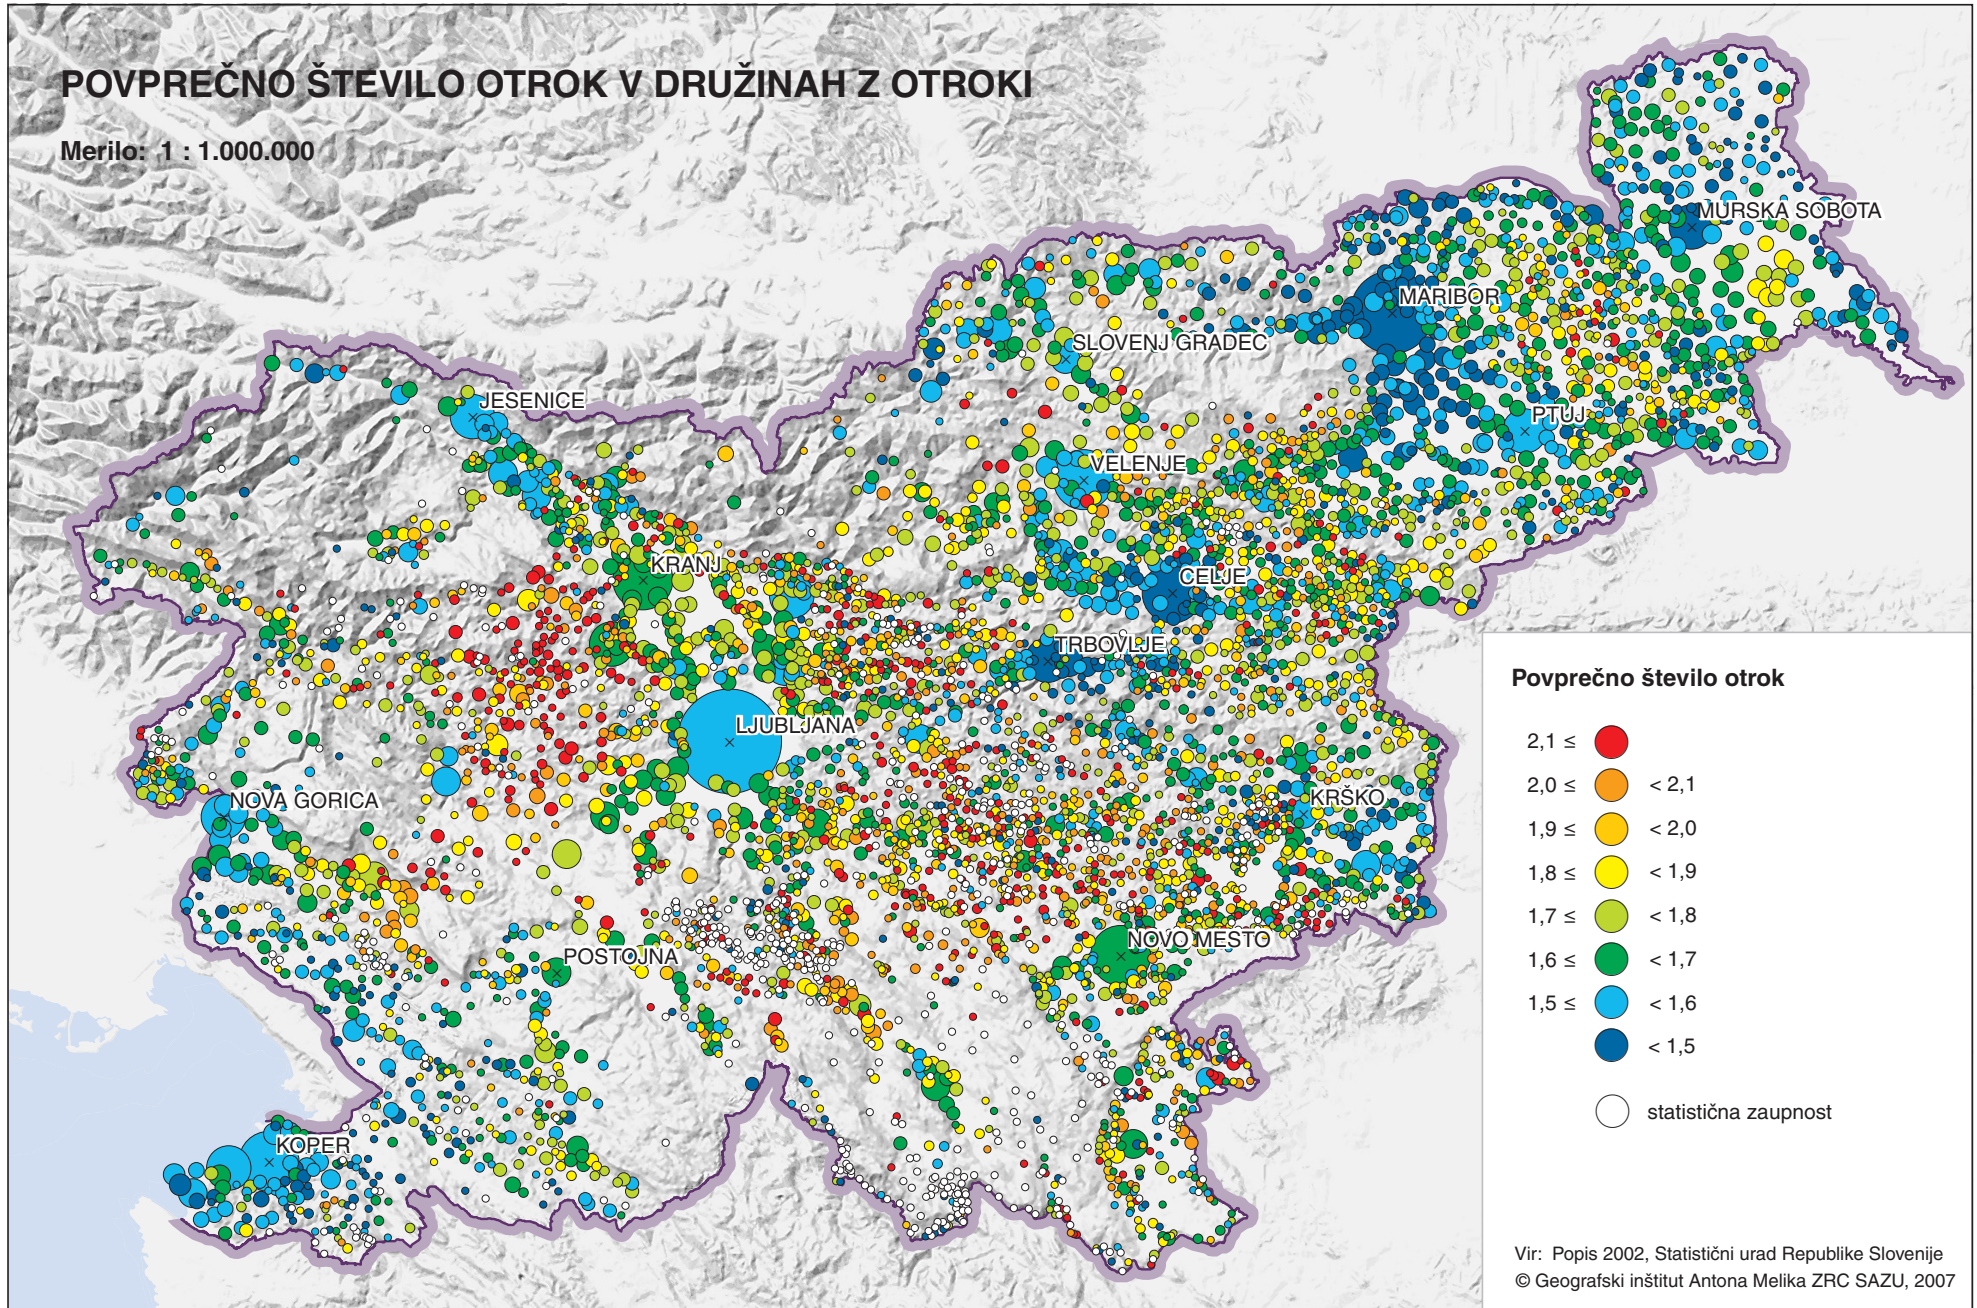 POVPREČNO ŠTEVILO OTROK V DRUŽINAH Z OTROKI
Merilo: 1 : 1.000.000
MURSKA SOBOTA
MARIBOR
SLOVENJ GRADEC
JESENICE
PTUJ
VELENJE
KRANJ
CELJE
TRBOVLJE
LJUBLJANA
NOVA GORICA
KRŠKO
POSTOJNA
NOVO MESTO
KOPER
Povprečno število otrok
2,1 ≤
2,0 ≤ < 2,1
1,9 ≤ < 2,0
1,8 ≤ < 1,9
1,7 ≤ < 1,8
1,6 ≤ < 1,7
1,5 ≤ < 1,6
< 1,5
statistična zaupnost
Vir: Popis 2002, Statistični urad Republike Slovenije
© Geografski inštitut Antona Melika ZRC SAZU, 2007